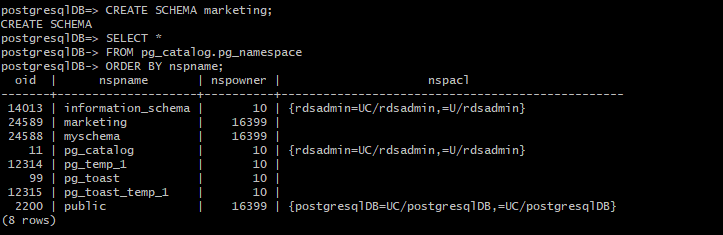 postgresqlDB=> CREATE SCHEMA marketing;
CREATE SCHEMA
postgresqlDB=> SELECT *
postgresqlDB-> FROM pg_catalog.pg_namespace
postgresqlDB-> ORDER BY nspname;
  oid  |      nspname       | nspowner |                     nspacl
-------+--------------------+----------+------------------------------------------------
 14013 | information_schema |       10 | {rdsadmin=UC/rdsadmin,=U/rdsadmin}
 24589 | marketing          |    16399 |
 24588 | myschema           |    16399 |
    11 | pg_catalog         |       10 | {rdsadmin=UC/rdsadmin,=U/rdsadmin}
 12314 | pg_temp_1          |       10 |
    99 | pg_toast           |       10 |
 12315 | pg_toast_temp_1    |       10 |
  2200 | public             |    16399 | {postgresqlDB=UC/postgresqlDB,=UC/postgresqlDB}
(8 rows)